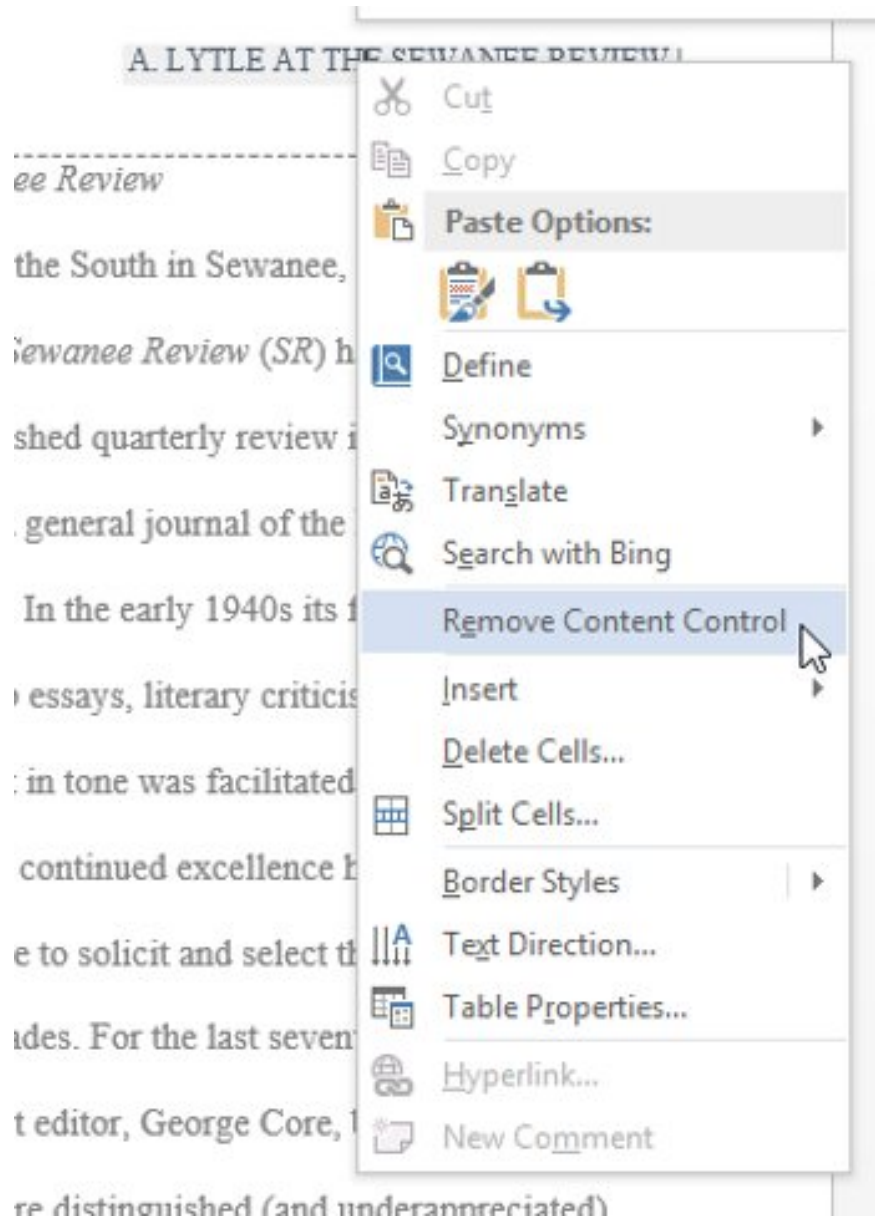 A. LYTLE AT THE SEWANEE REVIEW
ee Review
the South in Sewanee,
Sewanee Review (SR) h
shed quarterly review i
general journal of the
In the early 1940s its f
essays, literary criticis
in tone was facilitated
continued excellence h
e to solicit and select th
ades. For the last seven
t editor, George Core,
re distinguished (and underappreciated)
Cut
Copy
Paste Options:
Define
Synonyms
Translate
Search with Bing
Remove Content Control
Insert
Delete Cells...
Split Cells...
Border Styles
Text Direction...
Table Properties...
Hyperlink...
New Comment